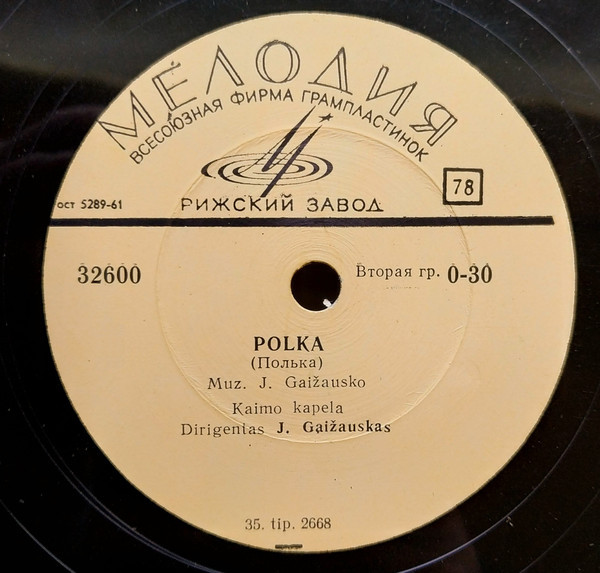 МЕЛОДИЯ
ВСЕСОЮЗНАЯ ФИРМА ГРАМПЛАСТИНОК
РИЖСКИЙ ЗАВОД
78
ост 5289-61
32600
Вторая гр. 0-30
POLKA
(Полька)
Muz. J. Gaižausko
Kaimo kapela
Dirigentas J. Gaižauskas
35. tip. 2668